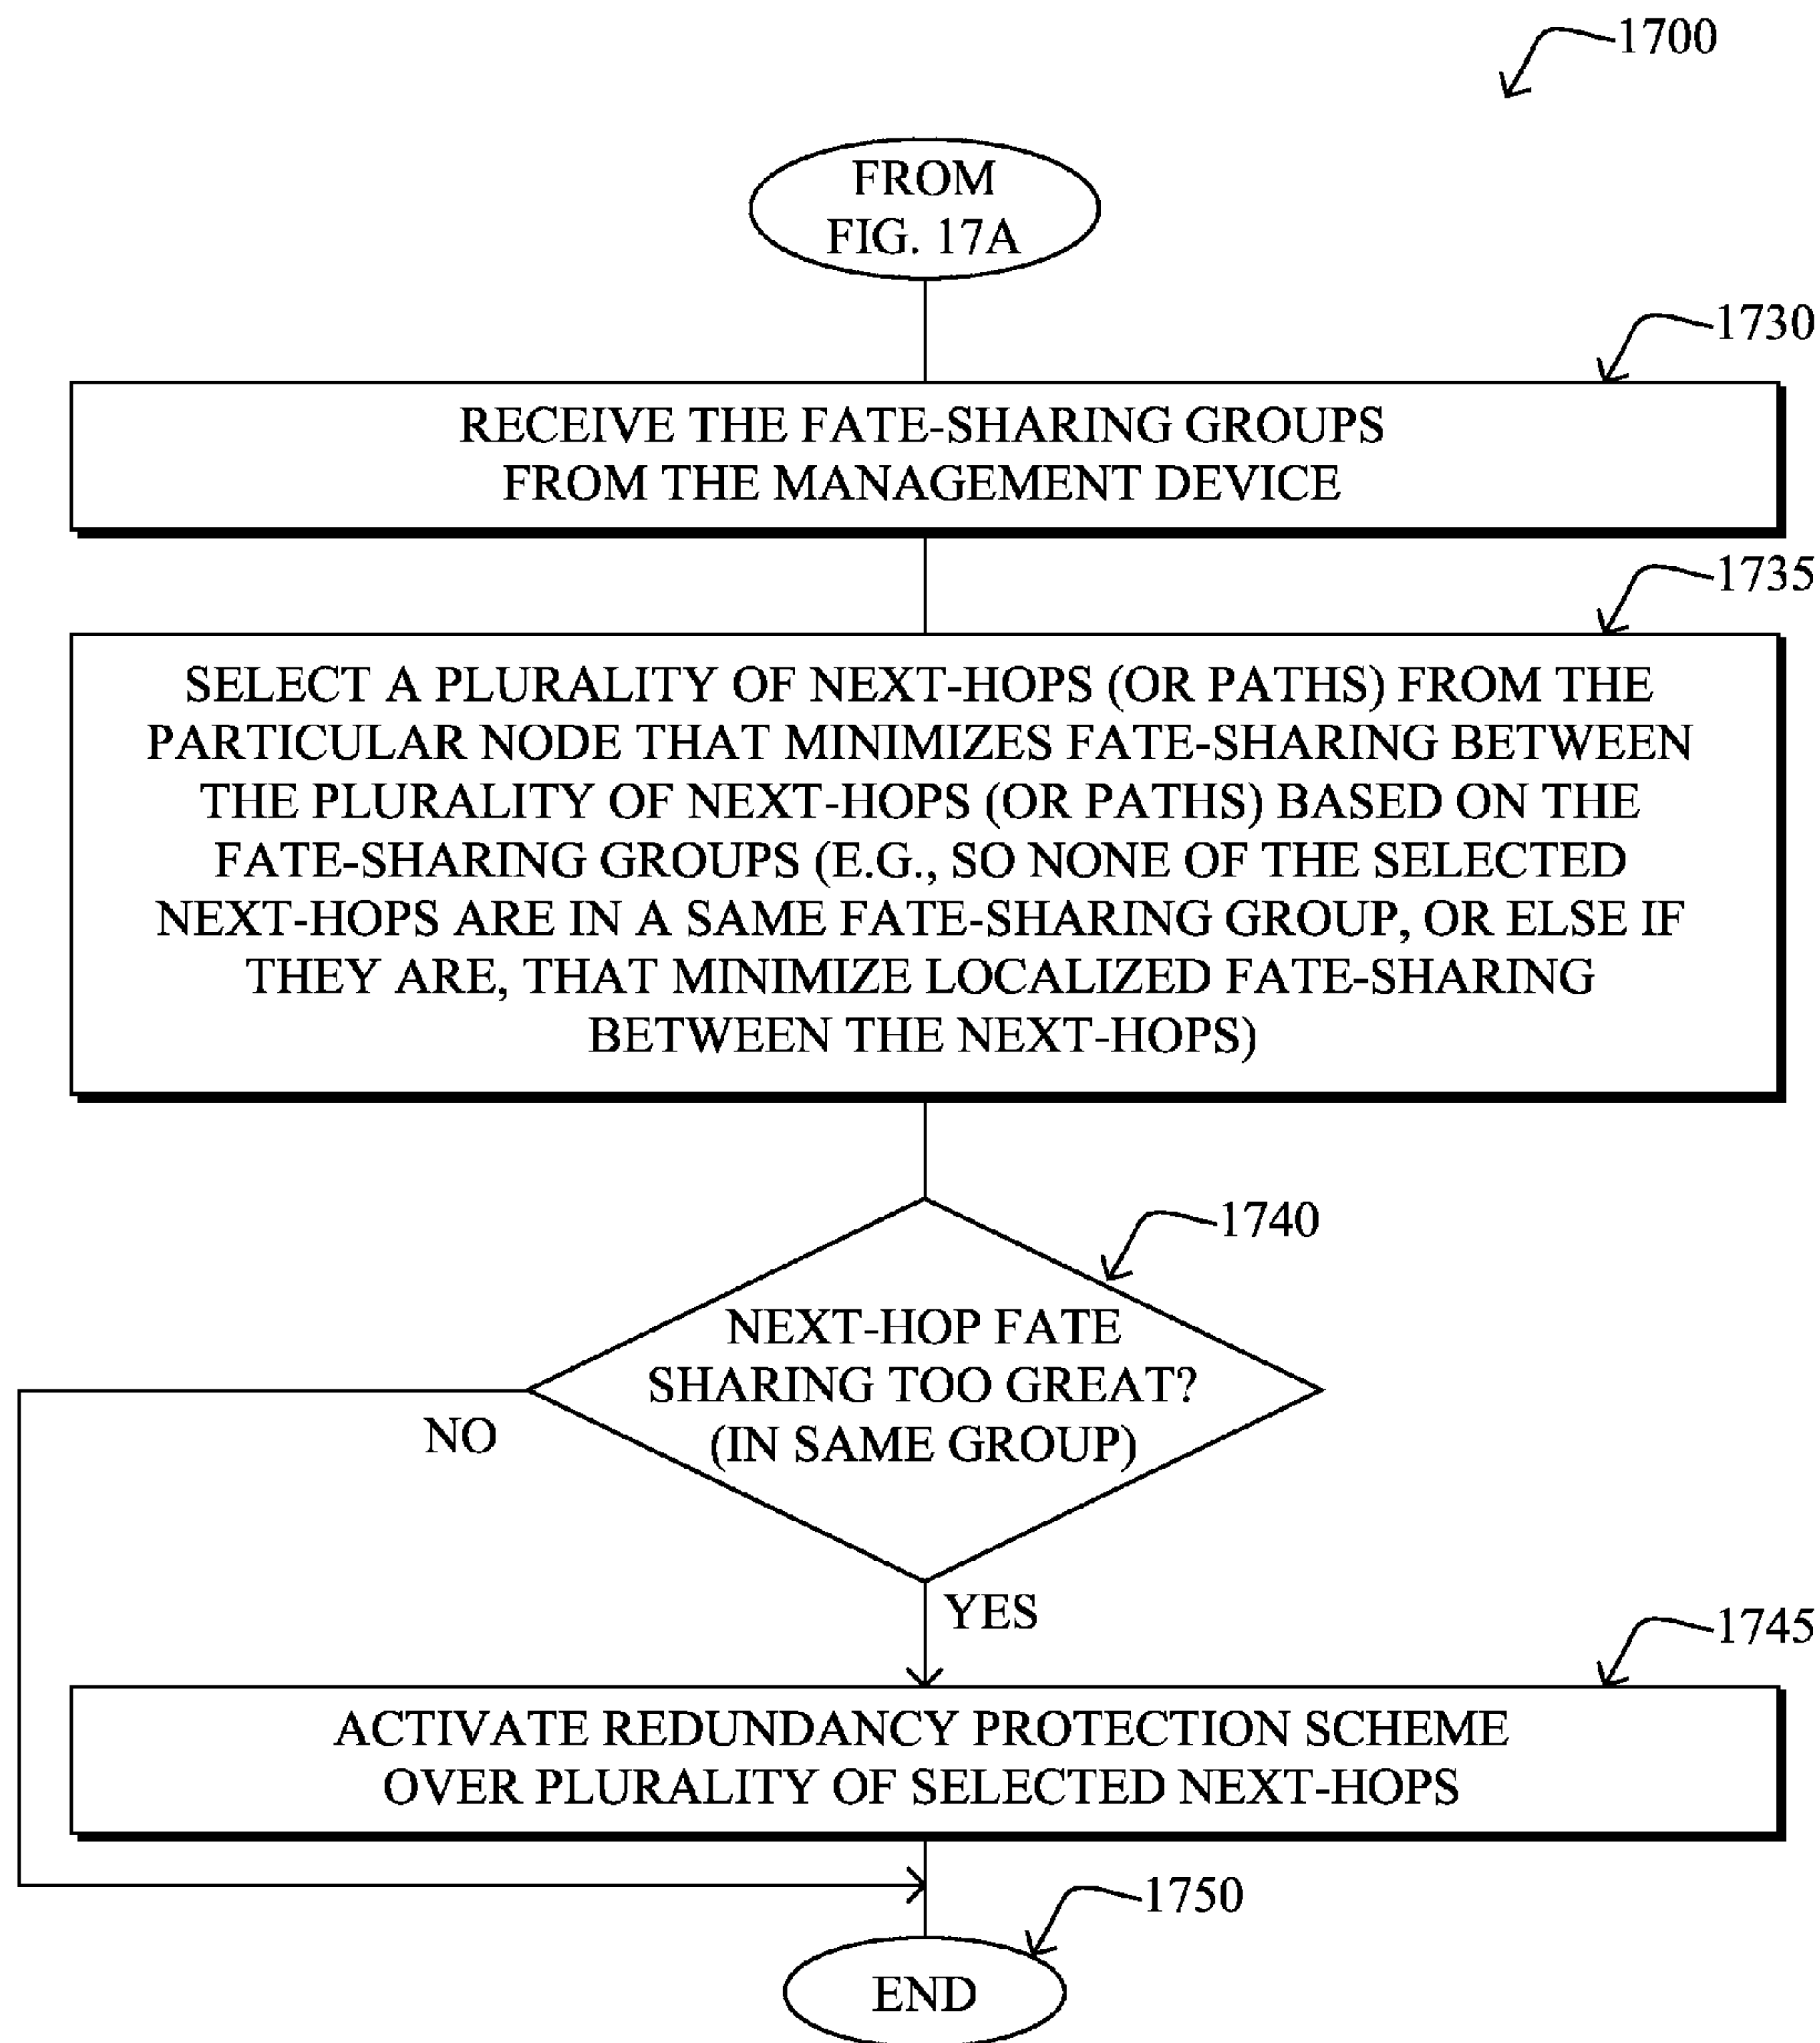 1700
FROM
FIG. 17A
1730
RECEIVE THE FATE-SHARING GROUPS
FROM THE MANAGEMENT DEVICE
1735
SELECT A PLURALITY OF NEXT-HOPS (OR PATHS) FROM THE
PARTICULAR NODE THAT MINIMIZES FATE-SHARING BETWEEN
THE PLURALITY OF NEXT-HOPS (OR PATHS) BASED ON THE
FATE-SHARING GROUPS (E.G., SO NONE OF THE SELECTED
NEXT-HOPS ARE IN A SAME FATE-SHARING GROUP, OR ELSE IF
THEY ARE, THAT MINIMIZE LOCALIZED FATE-SHARING
BETWEEN THE NEXT-HOPS)
1740
NEXT-HOP FATE
SHARING TOO GREAT?
(IN SAME GROUP)
NO
YES
1745
ACTIVATE REDUNDANCY PROTECTION SCHEME
OVER PLURALITY OF SELECTED NEXT-HOPS
1750
END